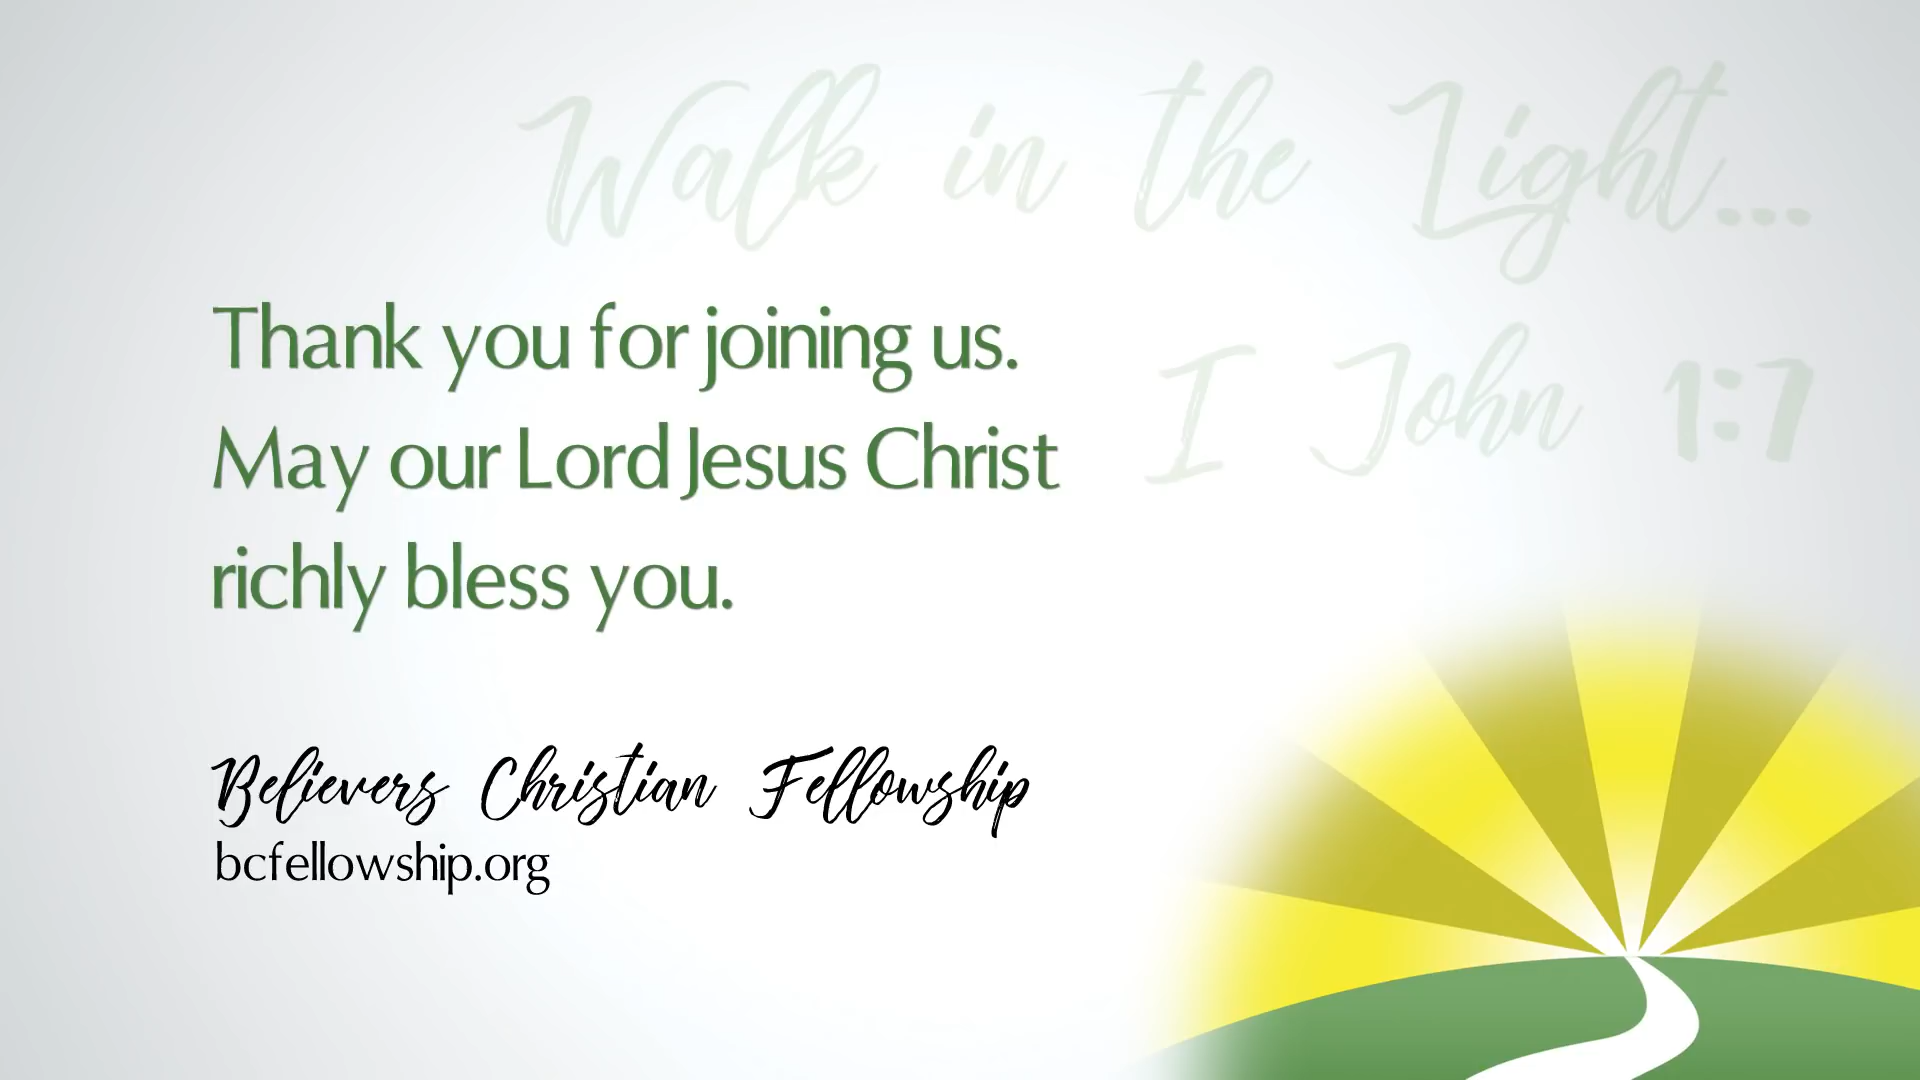 Walk in the Light...
I John 1:7
Thank you for joining us.
May our Lord Jesus Christ
richly bless you.
Believers Christian Fellowship
bcfellowship.org